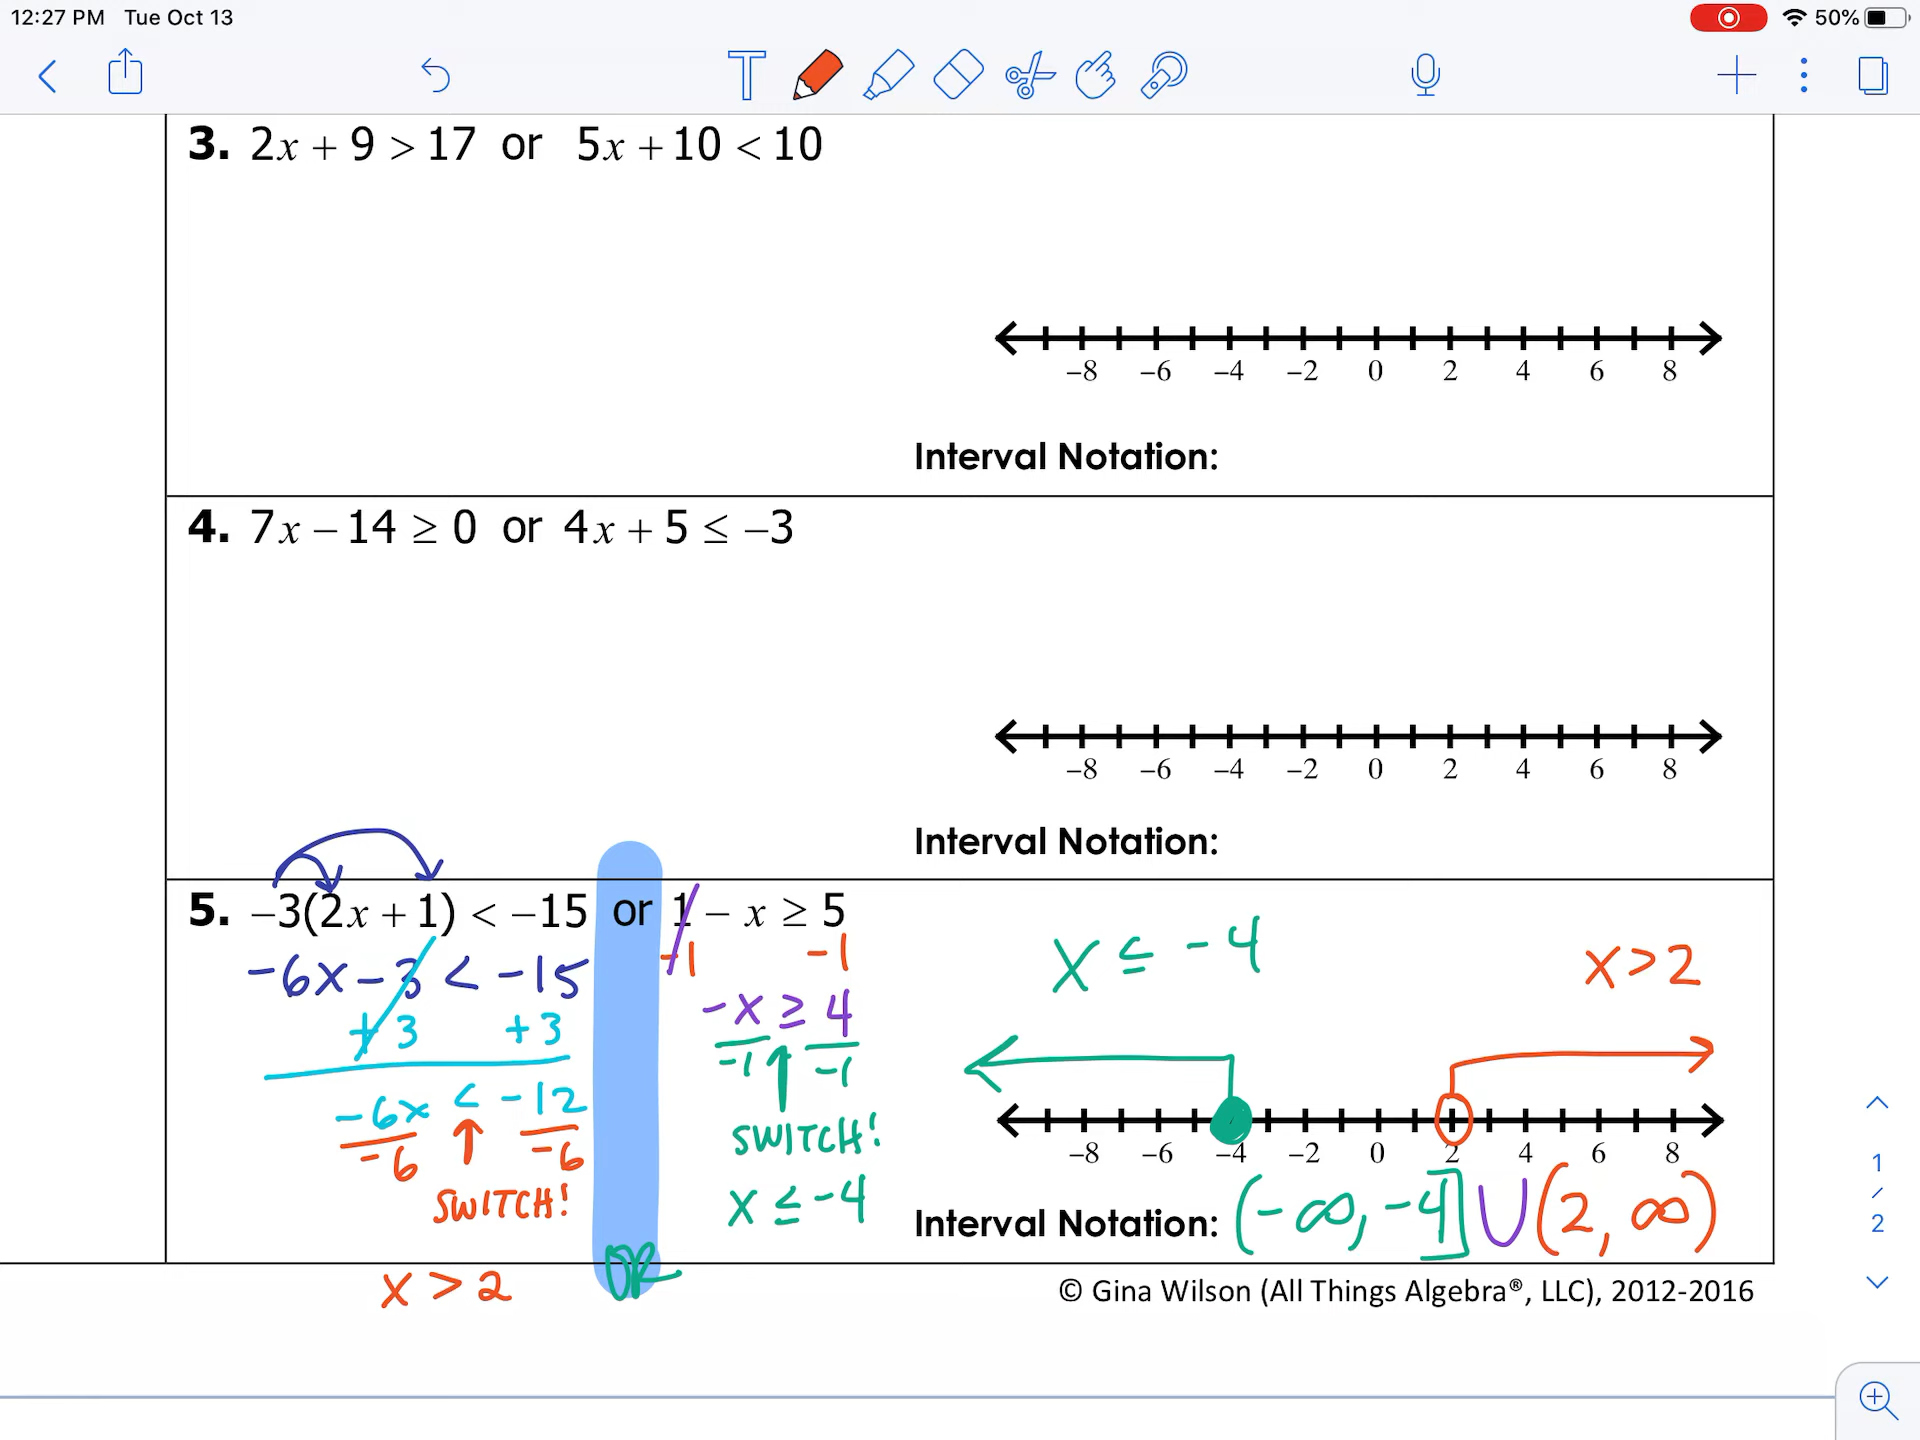 12:27 PM Tue Oct 13
50%
3. 2x + 9 > 17 or 5x + 10 < 10
–8 –6 –4 –2 0 2 4 6 8
Interval Notation:
4. 7x – 14 ≥ 0 or 4x + 5 ≤ –3
–8 –6 –4 –2 0 2 4 6 8
Interval Notation:
5. –3(2x + 1) < –15 or 1 – x ≥ 5
-6x - 3 < -15
+3 +3
-6x < -12
-6 -6
SWITCH!
x > 2
OR
-1 -1
-x ≥ 4
-1 -1
SWITCH!
x ≤ -4
x ≤ -4
x > 2
–8 –6 –4 –2 0 2 4 6 8
Interval Notation: (-∞, -4] ∪ (2, ∞)
© Gina Wilson (All Things Algebra®, LLC), 2012-2016
1
/
2